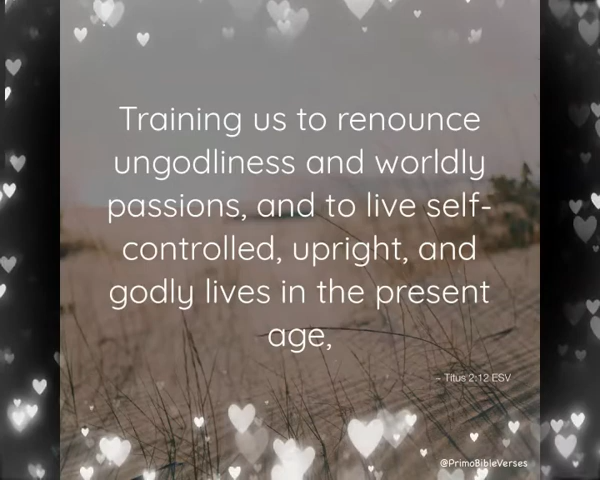 Training us to renounce
ungodliness and worldly
passions, and to live self-
controlled, upright, and
godly lives in the present
age,
~ Titus 2:12 ESV
@PrimoBibleVerses